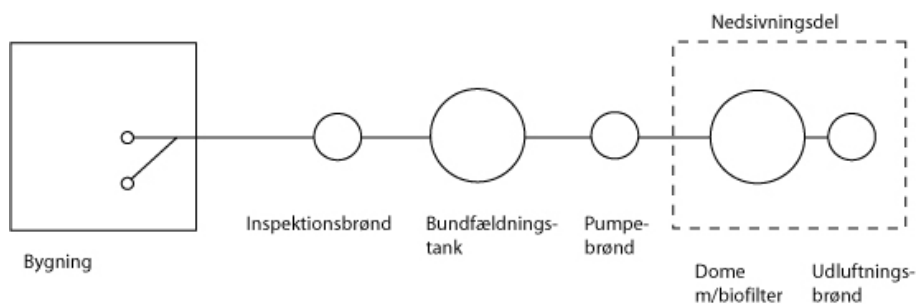 Nedsivningsdel
Inspektionsbrønd
Bundfældnings-
tank
Pumpe-
brønd
Bygning
Dome
m/biofilter
Udluftnings-
brønd